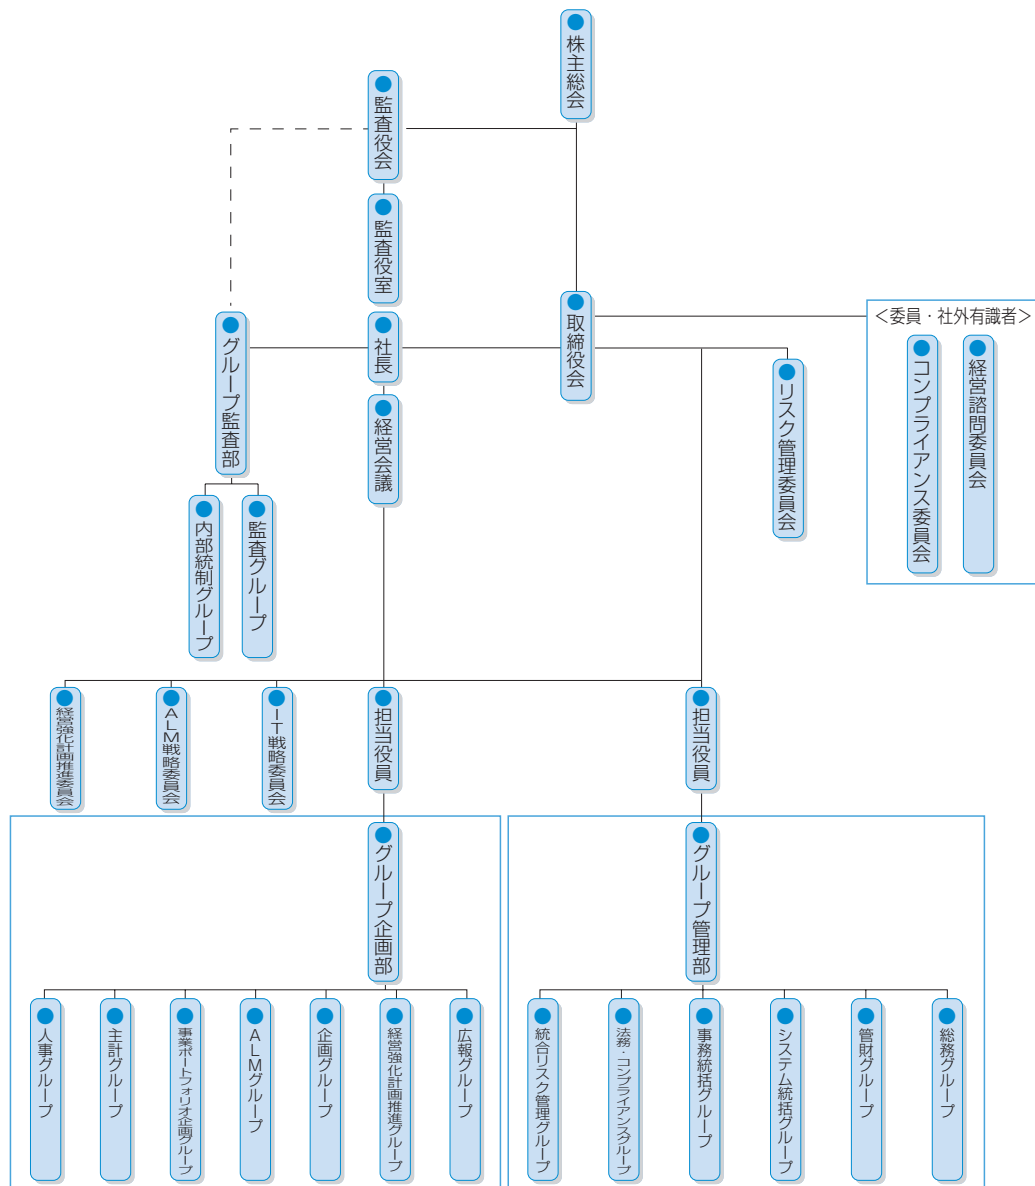 株主総会
監査役会
監査役室
取締役会
＜委員・社外有識者＞
経営諮問委員会
コンプライアンス委員会
リスク管理委員会
社長
経営会議
グループ監査部
監査グループ
内部統制グループ
経営強化計画推進委員会
ALM戦略委員会
IT戦略委員会
担当役員
担当役員
グループ企画部
グループ管理部
人事グループ
主計グループ
事業ポートフォリオ企画グループ
ALMグループ
企画グループ
経営強化計画推進グループ
広報グループ
統合リスク管理グループ
法務・コンプライアンスグループ
事務統括グループ
システム統括グループ
管財グループ
総務グループ